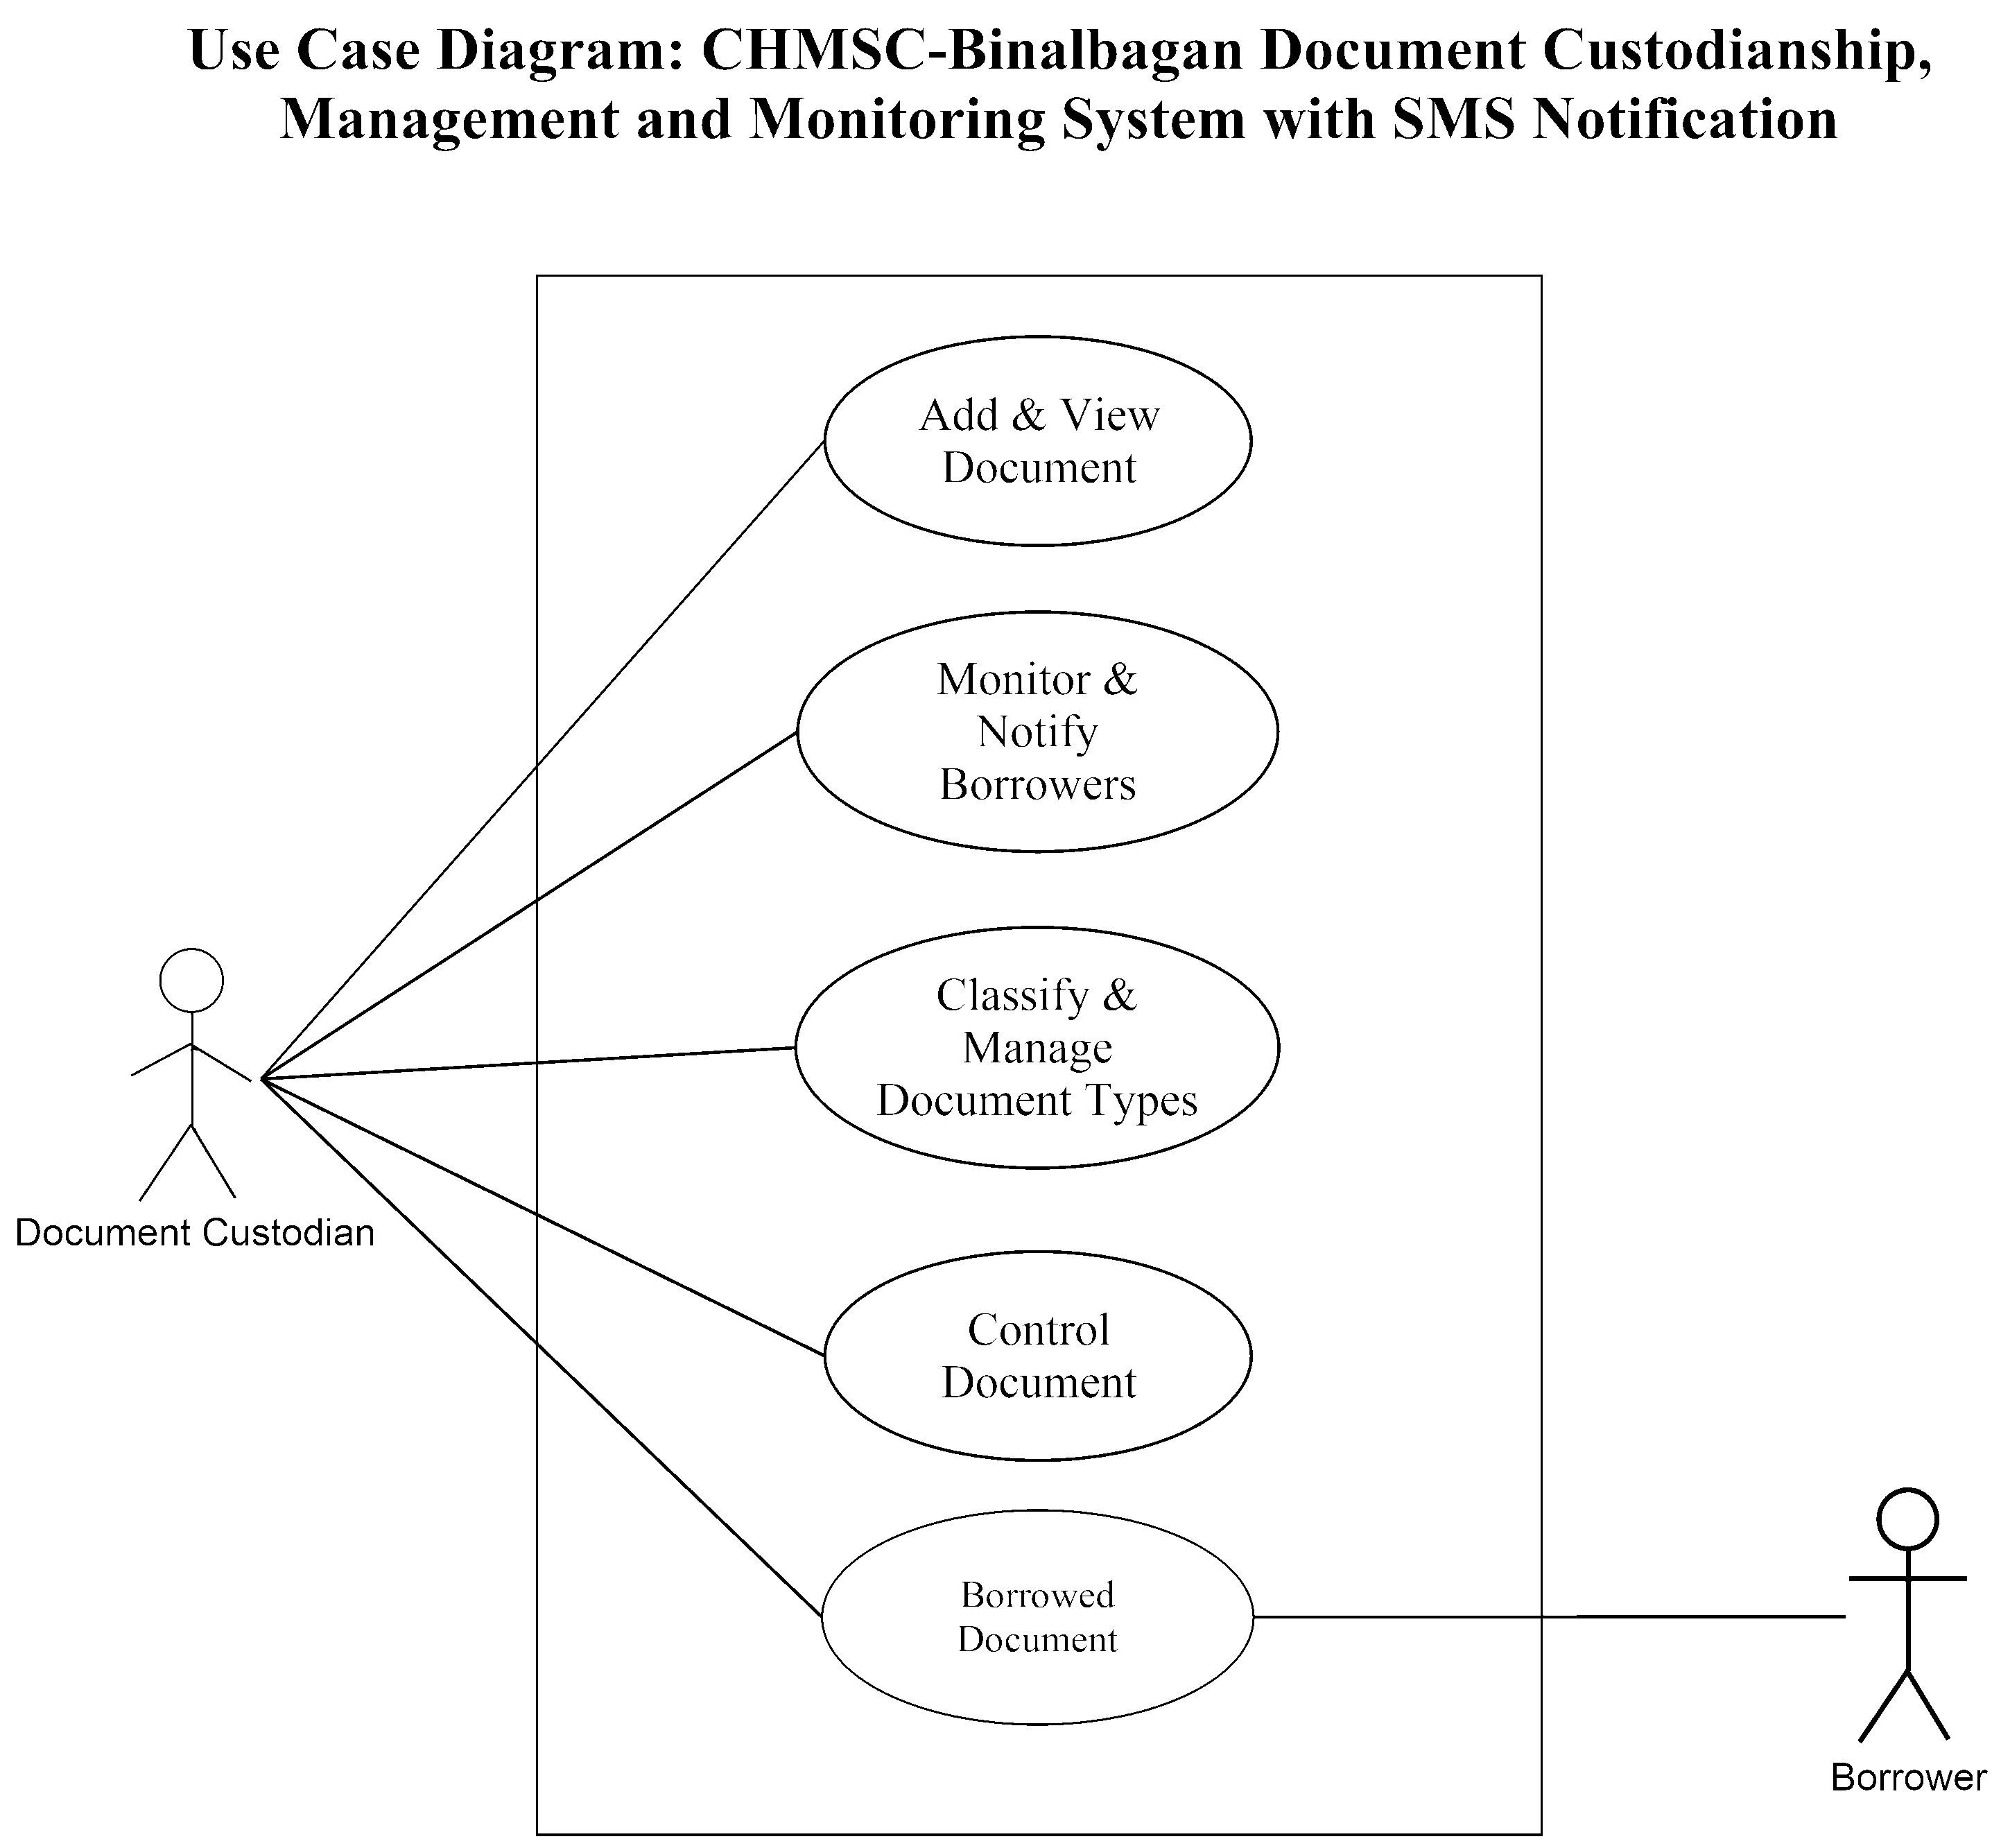 Use Case Diagram: CHMSC-Binalbagan Document Custodianship,
Management and Monitoring System with SMS Notification
Add & View
Document
Monitor &
Notify
Borrowers
Classify &
Manage
Document Types
Document Custodian
Control
Document
Borrowed
Document
Borrower